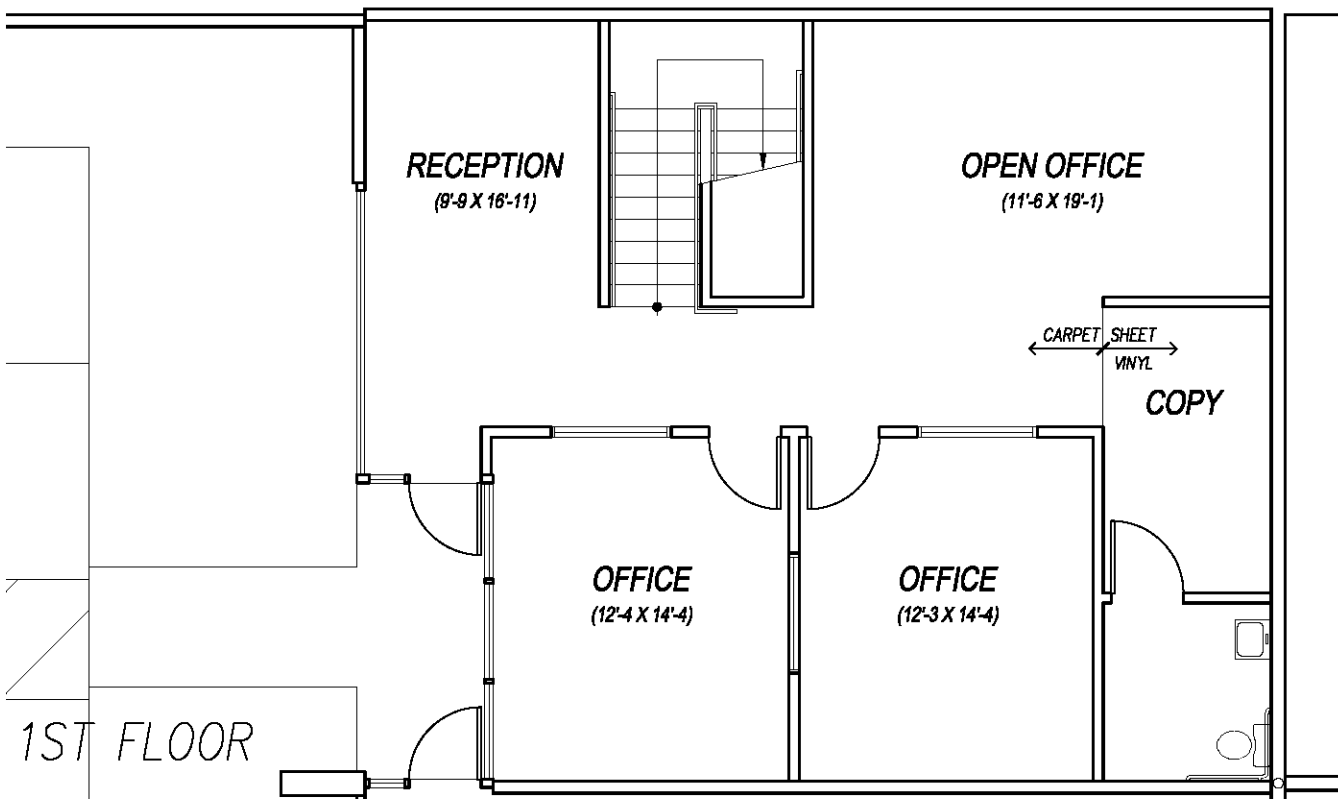 RECEPTION
(9'-9 X 16'-11)
OPEN OFFICE
(11'-6 X 19'-1)
CARPET SHEET
VINYL
COPY
OFFICE
(12'-4 X 14'-4)
OFFICE
(12'-3 X 14'-4)
1ST FLOOR